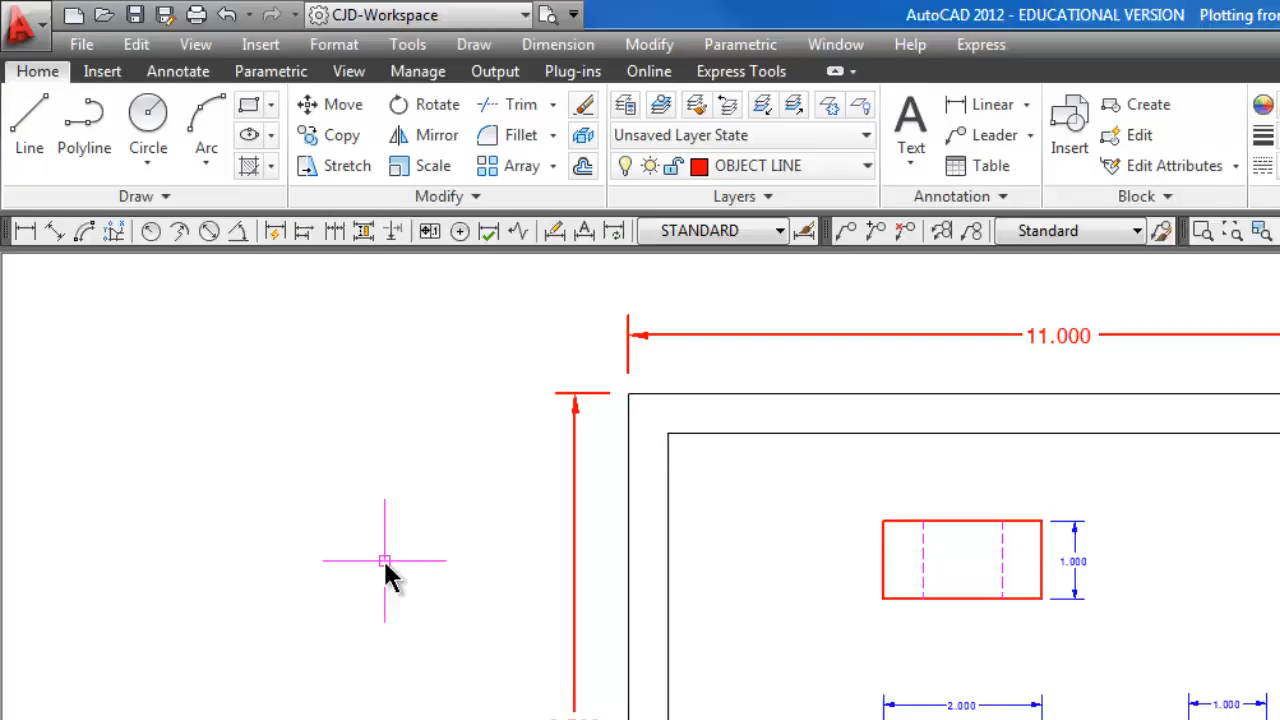 CJD-Workspace
AutoCAD 2012 - EDUCATIONAL VERSION Plotting from
File Edit View Insert Format Tools Draw Dimension Modify Parametric Window Help Express
Home Insert Annotate Parametric View Manage Output Plug-ins Online Express Tools
Line Polyline Circle Arc
Move Rotate Trim
Copy Mirror Fillet
Stretch Scale Array
Unsaved Layer State
OBJECT LINE
Text
Linear
Leader
Table
Insert
Create
Edit
Edit Attributes
Draw Modify Layers Annotation Block
STANDARD Standard
11.000
1.000
2.000 1.000